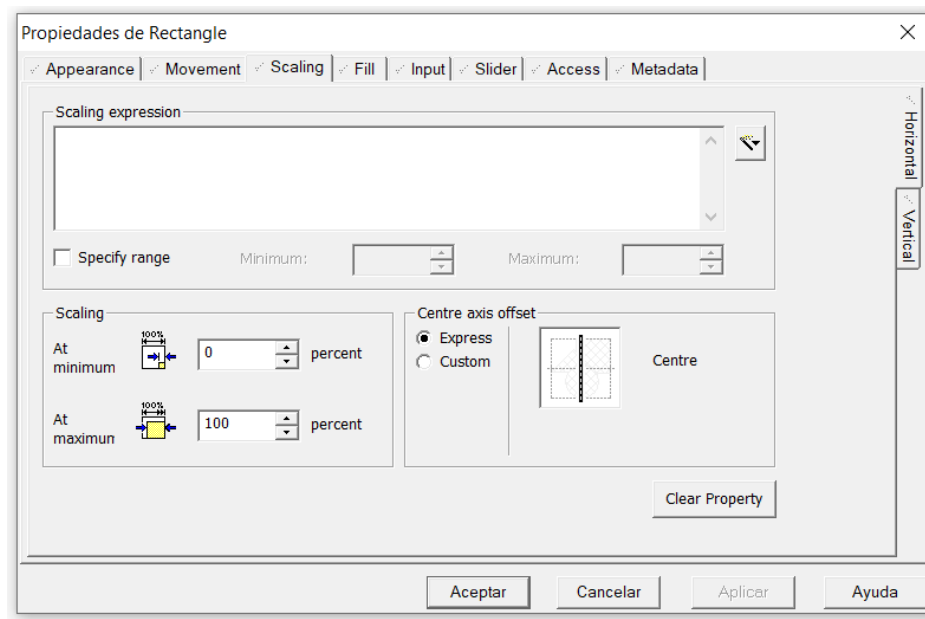 Propiedades de Rectangle
Appearance Movement Scaling Fill Input Slider Access Metadata
Horizontal
Vertical
Scaling expression
Specify range Minimum: Maximum:
Scaling
At minimum 100% 0 percent
At maximun 100% 100 percent
Centre axis offset
Express
Custom
Centre
Clear Property
Aceptar Cancelar Aplicar Ayuda